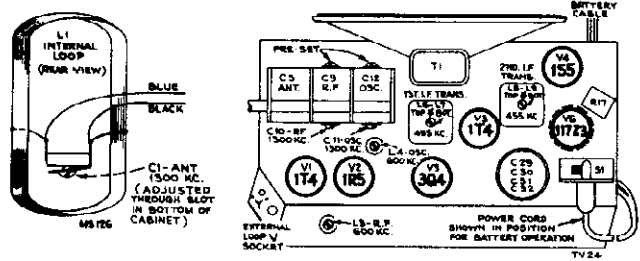 L1
INTERNAL
LOOP
(REAR VIEW)
BLUE
BLACK
C1-ANT
1300 KC.
(ADJUSTED
THROUGH SLOT
IN BOTTOM OF
CABINET)
MS126
BATTERY
CABLE
PRE-SET
C5
ANT.
C9
R.F
C12
OSC.
T1
1ST. I.F TRANS.
L6-L7
TOP BOT.
455 KC
2ND. I.F
TRANS.
L8-L9
TOP BOT.
455 KC
V4
1S5
R17
V5
1T4
V6
117Z3
C10-RF
1300 KC.
C11-OSC
1300 KC
L4-OSC.
600 KC.
V1
1T4
V2
1R5
V3
3Q4
C29
C30
C31
C32
S1
EXTERNAL
LOOP
SOCKET
L3-R.F
600 KC.
POWER CORD
SHOWN IN POSITION
FOR BATTERY OPERATION
TV24